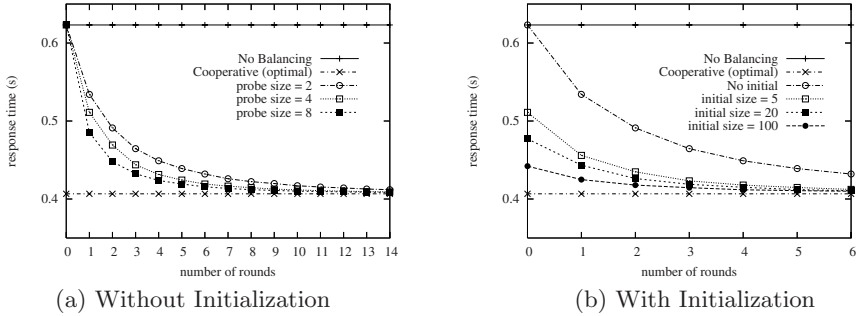 response time (s)
0.6
0.5
0.4
No Balancing
Cooperative (optimal)
probe size = 2
probe size = 4
probe size = 8
0 1 2 3 4 5 6 7 8 9 10 11 12 13 14
number of rounds
(a) Without Initialization
response time (s)
0.6
0.5
0.4
No Balancing
Cooperative (optimal)
No initial
initial size = 5
initial size = 20
initial size = 100
0 1 2 3 4 5 6
number of rounds
(b) With Initialization